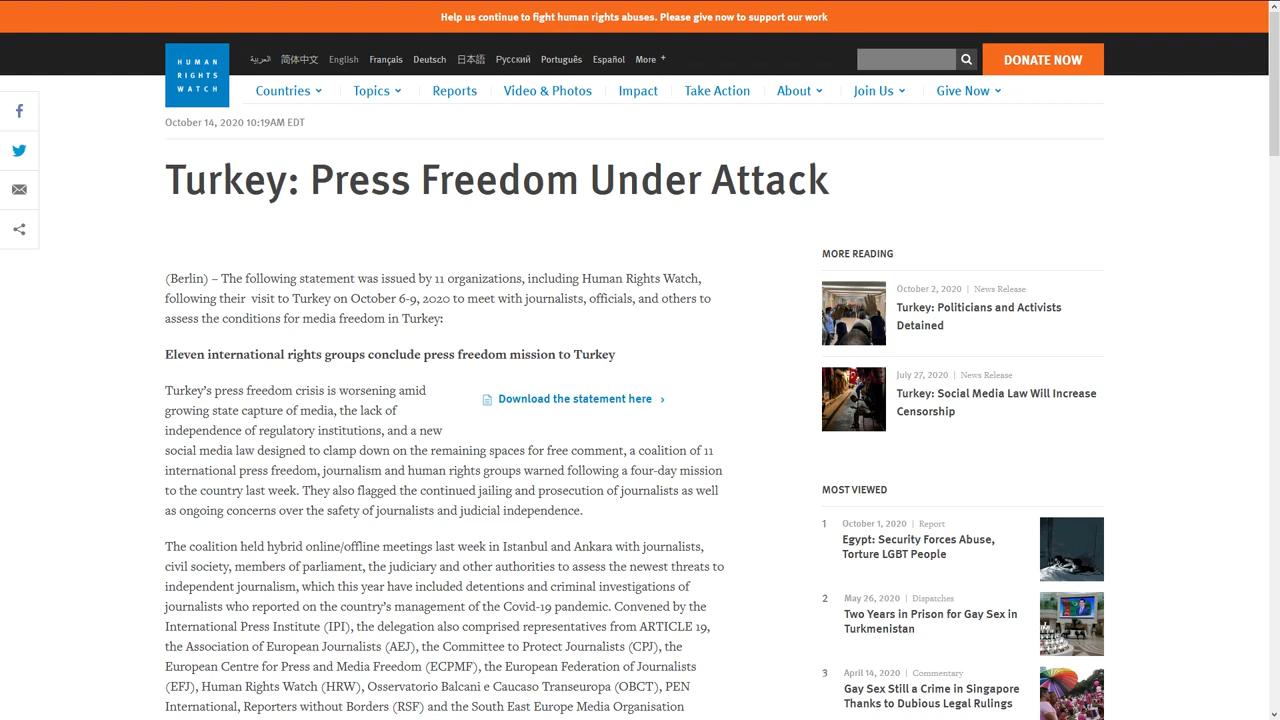 Help us continue to fight human rights abuses. Please give now to support our work
HUMAN
RIGHTS
WATCH
العربية 简体中文 English Français Deutsch 日本語 Русский Português Español More +
DONATE NOW
Countries Topics Reports Video & Photos Impact Take Action About Join Us Give Now
October 14, 2020 10:19AM EDT
Turkey: Press Freedom Under Attack
(Berlin) – The following statement was issued by 11 organizations, including Human Rights Watch,
following their visit to Turkey on October 6-9, 2020 to meet with journalists, officials, and others to
assess the conditions for media freedom in Turkey:
Eleven international rights groups conclude press freedom mission to Turkey
Turkey's press freedom crisis is worsening amid
growing state capture of media, the lack of
independence of regulatory institutions, and a new
Download the statement here ›
social media law designed to clamp down on the remaining spaces for free comment, a coalition of 11
international press freedom, journalism and human rights groups warned following a four-day mission
to the country last week. They also flagged the continued jailing and prosecution of journalists as well
as ongoing concerns over the safety of journalists and judicial independence.
The coalition held hybrid online/offline meetings last week in Istanbul and Ankara with journalists,
civil society, members of parliament, the judiciary and other authorities to assess the newest threats to
independent journalism, which this year have included detentions and criminal investigations of
journalists who reported on the country's management of the Covid-19 pandemic. Convened by the
International Press Institute (IPI), the delegation also comprised representatives from ARTICLE 19,
the Association of European Journalists (AEJ), the Committee to Protect Journalists (CPJ), the
European Centre for Press and Media Freedom (ECPMF), the European Federation of Journalists
(EFJ), Human Rights Watch (HRW), Osservatorio Balcani e Caucaso Transeuropa (OBCT), PEN
International, Reporters without Borders (RSF) and the South East Europe Media Organisation
MORE READING
October 2, 2020 | News Release
Turkey: Politicians and Activists
Detained
July 27, 2020 | News Release
Turkey: Social Media Law Will Increase
Censorship
MOST VIEWED
1 October 1, 2020 | Report
Egypt: Security Forces Abuse,
Torture LGBT People
2 May 26, 2020 | Dispatches
Two Years in Prison for Gay Sex in
Turkmenistan
3 April 14, 2020 | Commentary
Gay Sex Still a Crime in Singapore
Thanks to Dubious Legal Rulings